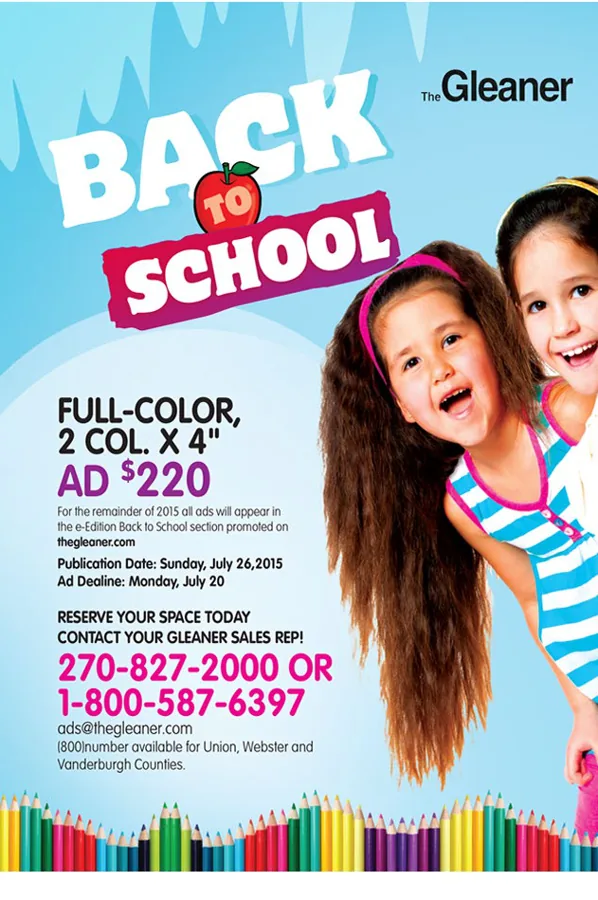 The Gleaner
BACK
TO
SCHOOL
FULL-COLOR,
2 COL. X 4"
AD $220
For the remainder of 2015 all ads will appear in
the e-Edition Back to School section promoted on
thegleaner.com
Publication Date: Sunday, July 26,2015
Ad Dealine: Monday, July 20
RESERVE YOUR SPACE TODAY
CONTACT YOUR GLEANER SALES REP!
270-827-2000 OR
1-800-587-6397
ads@thegleaner.com
(800)number available for Union, Webster and
Vanderburgh Counties.